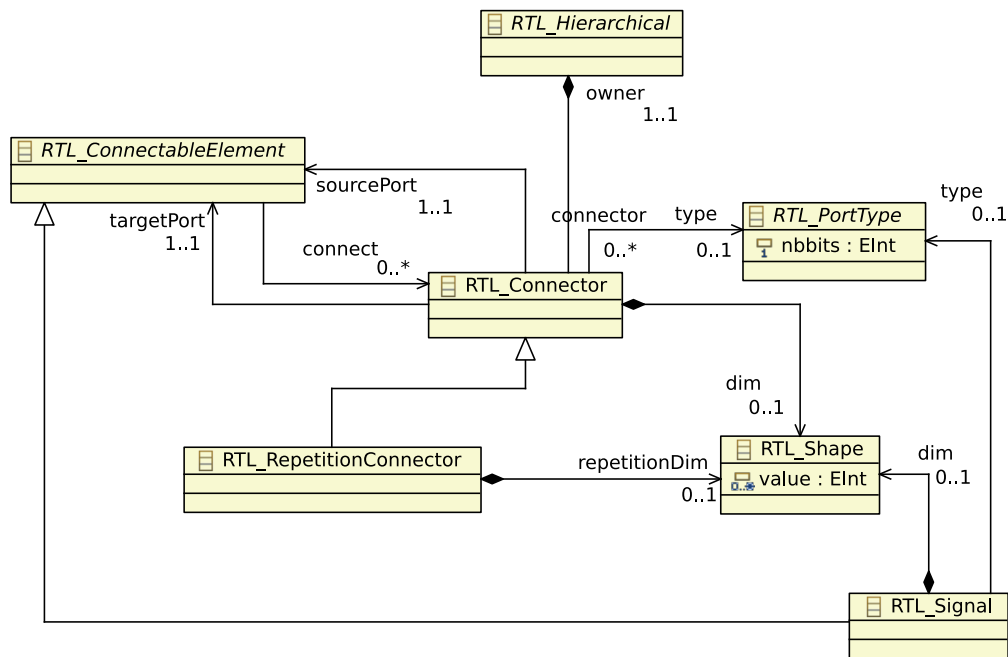 RTL_Hierarchical
owner
1..1
RTL_ConnectableElement
sourcePort
1..1
targetPort
1..1
connect
0..*
connector
0..*
type
0..1
type
0..1
RTL_PortType
1
nbbits : EInt
RTL_Connector
dim
0..1
RTL_RepetitionConnector
repetitionDim
0..1
RTL_Shape
0..*
value : EInt
dim
0..1
RTL_Signal